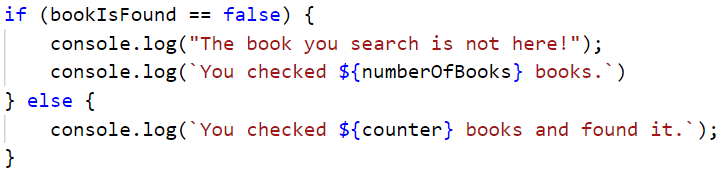 if (bookIsFound == false) {
    console.log("The book you search is not here!");
    console.log(`You checked ${numberOfBooks} books.`)
} else {
    console.log(`You checked ${counter} books and found it.`);
}